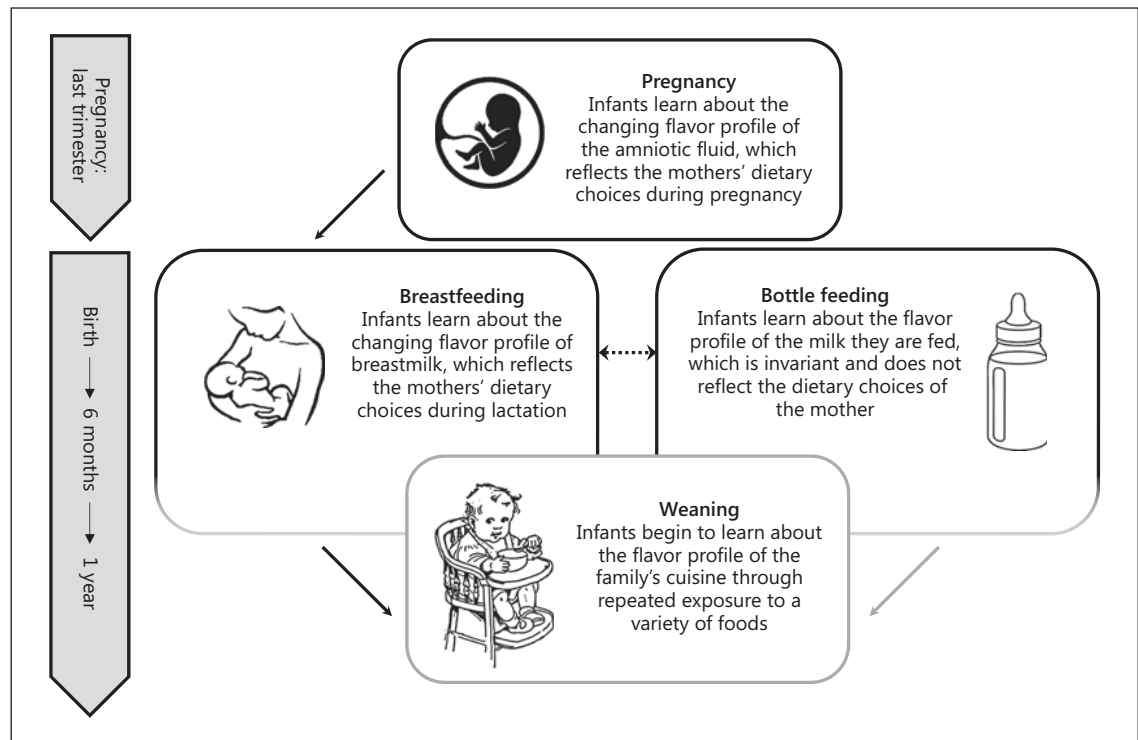 Pregnancy:
last trimester
Pregnancy
Infants learn about the
changing flavor profile of
the amniotic fluid, which
reflects the mothers' dietary
choices during pregnancy
Birth
6 months
1 year
Breastfeeding
Infants learn about the
changing flavor profile of
breastmilk, which reflects
the mothers' dietary
choices during lactation
Bottle feeding
Infants learn about the flavor
profile of the milk they are fed,
which is invariant and does not
reflect the dietary choices of
the mother
Weaning
Infants begin to learn about
the flavor profile of the
family's cuisine through
repeated exposure to a
variety of foods